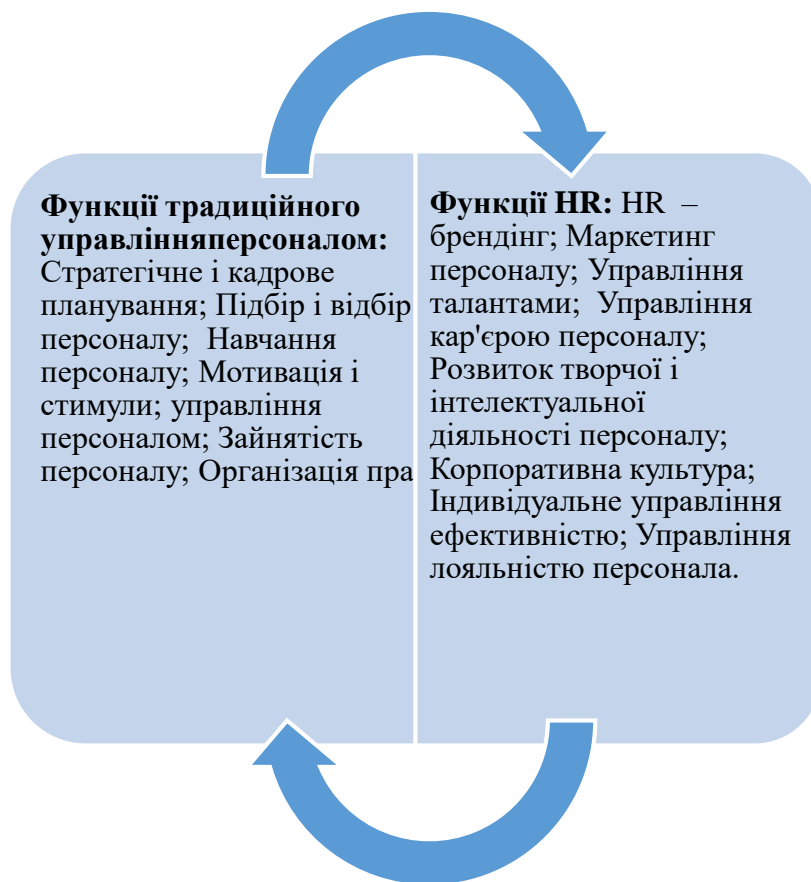 Функції традиційного
управлінняперсоналом:
Стратегічне і кадрове
планування; Підбір і відбір
персоналу;  Навчання
персоналу; Мотивація і
стимули; управління
персоналом; Зайнятість
персоналу; Організація пра
Функції HR: HR –
брендінг; Маркетинг
персоналу; Управління
талантами;  Управління
кар'єрою персоналу;
Розвиток творчої і
інтелектуальної
діяльності персоналу;
Корпоративна культура;
Індивідуальне управління
ефективністю; Управління
лояльністю персонала.